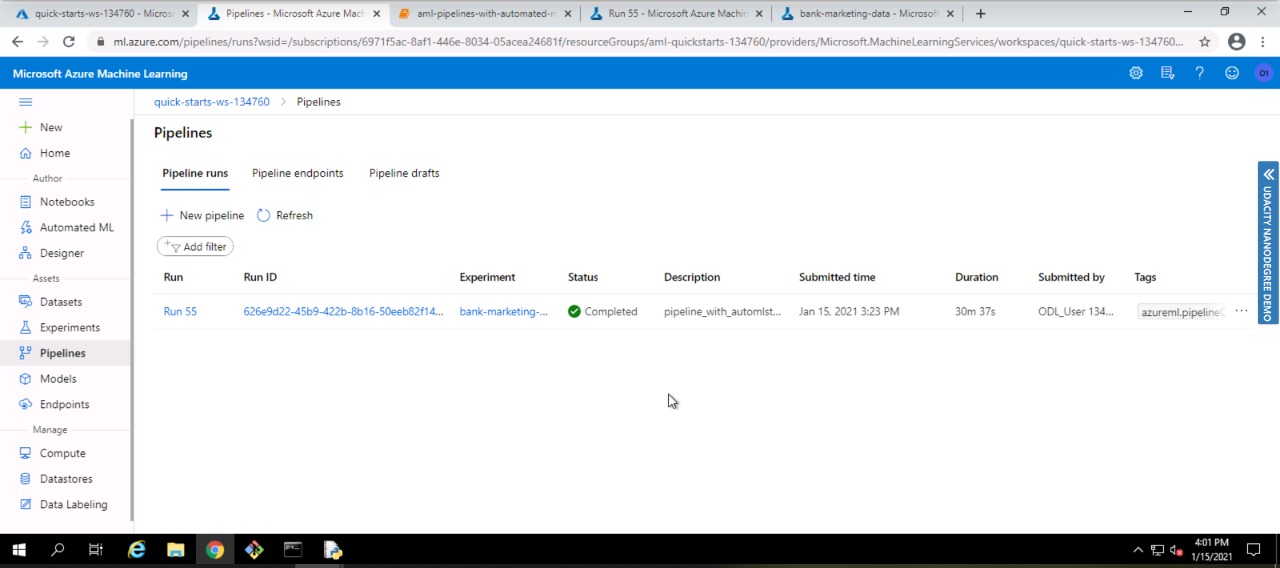 quick-starts-ws-134760 - Micros
Pipelines - Microsoft Azure Mach
aml-pipelines-with-automated-m
Run 55 - Microsoft Azure Machin
bank-marketing-data - Microsoft
ml.azure.com/pipelines/runs?wsid=/subscriptions/6971f5ac-8af1-446e-8034-05acea24681f/resourceGroups/aml-quickstarts-134760/providers/Microsoft.MachineLearningServices/workspaces/quick-starts-ws-134760...
Microsoft Azure Machine Learning
01
quick-starts-ws-134760 > Pipelines
New
Home
Author
Notebooks
Automated ML
Designer
Assets
Datasets
Experiments
Pipelines
Models
Endpoints
Manage
Compute
Datastores
Data Labeling
Pipelines
Pipeline runs Pipeline endpoints Pipeline drafts
New pipeline Refresh
Add filter
Run Run ID Experiment Status Description Submitted time Duration Submitted by Tags
Run 55 626e9d22-45b9-422b-8b16-50eeb82f14... bank-marketing-... Completed pipeline_with_automlst... Jan 15, 2021 3:23 PM 30m 37s ODL_User 134... azureml.pipelineC ...
UDACITY NANODEGREE DEMO
4:01 PM
1/15/2021